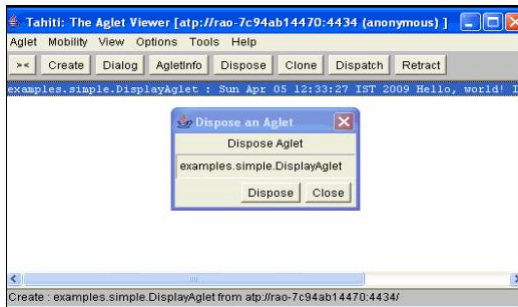 Tahiti: The Aglet Viewer [atp://rao-7c94ab14470:4434 (anonymous) ]
Aglet Mobility View Options Tools Help
>< Create Dialog AgletInfo Dispose Clone Dispatch Retract
examples.simple.DisplayAglet : Sun Apr 05 12:33:27 IST 2009 Hello, world! I
Dispose an Aglet
Dispose Aglet
examples.simple.DisplayAglet
Dispose Close
Create : examples.simple.DisplayAglet from atp://rao-7c94ab14470:4434/